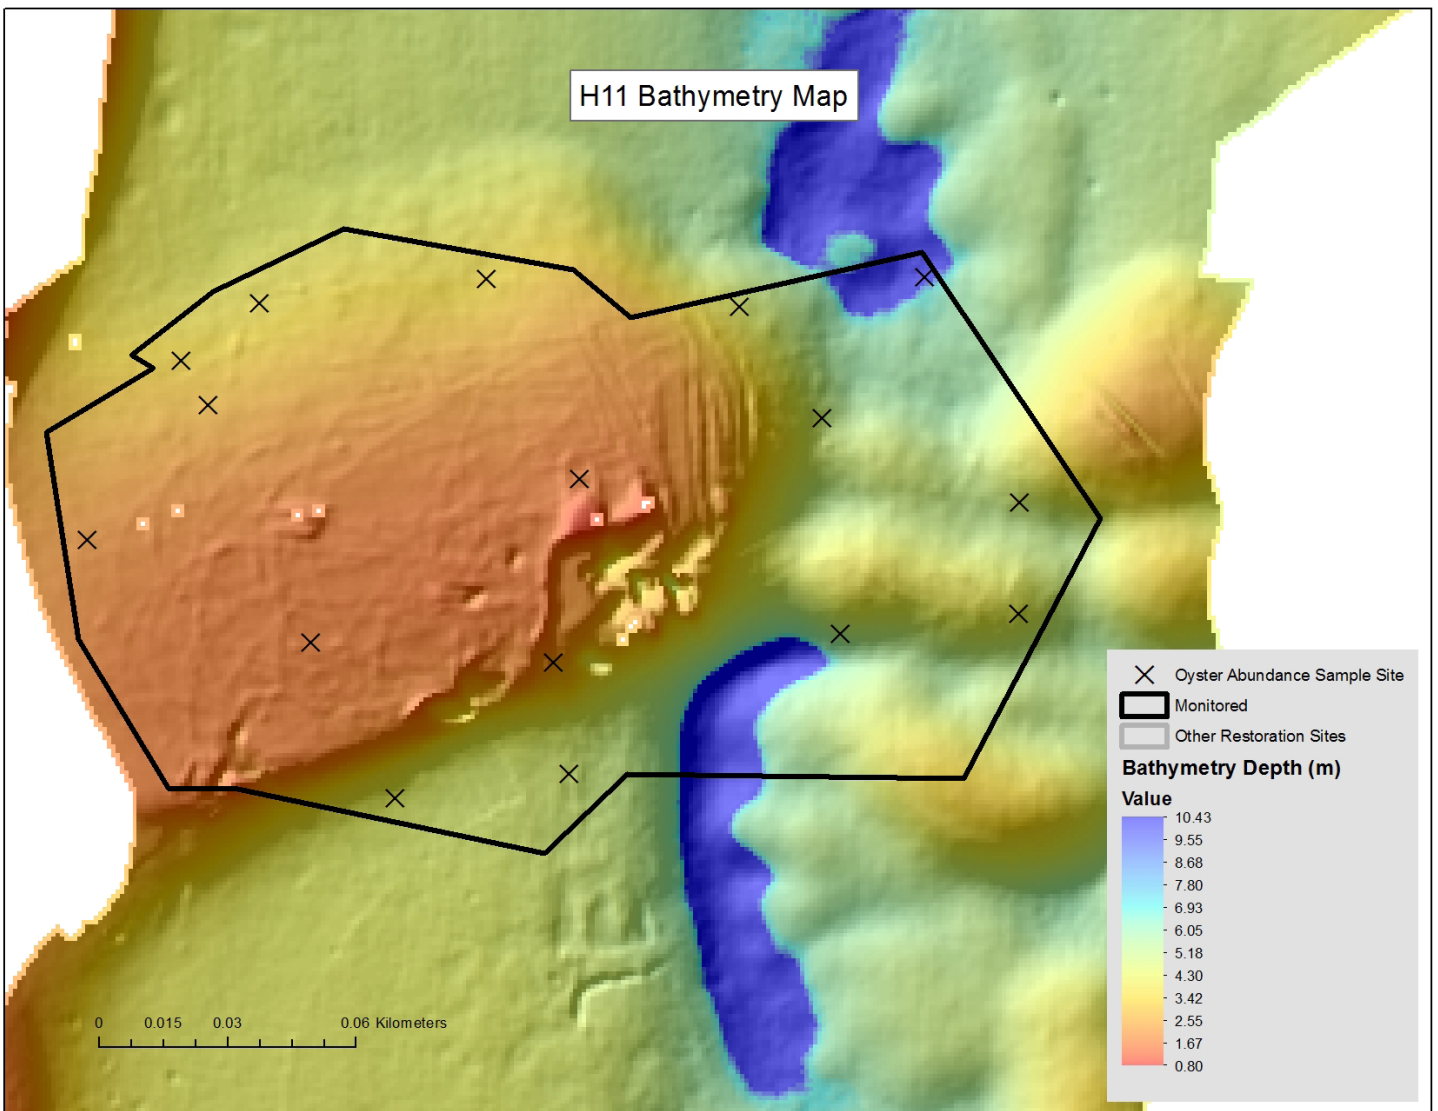 H11 Bathymetry Map
Oyster Abundance Sample Site
Monitored
Other Restoration Sites
Bathymetry Depth (m)
Value
10.43
9.55
8.68
7.80
6.93
6.05
5.18
4.30
3.42
2.55
1.67
0.80
0 0.015 0.03 0.06 Kilometers